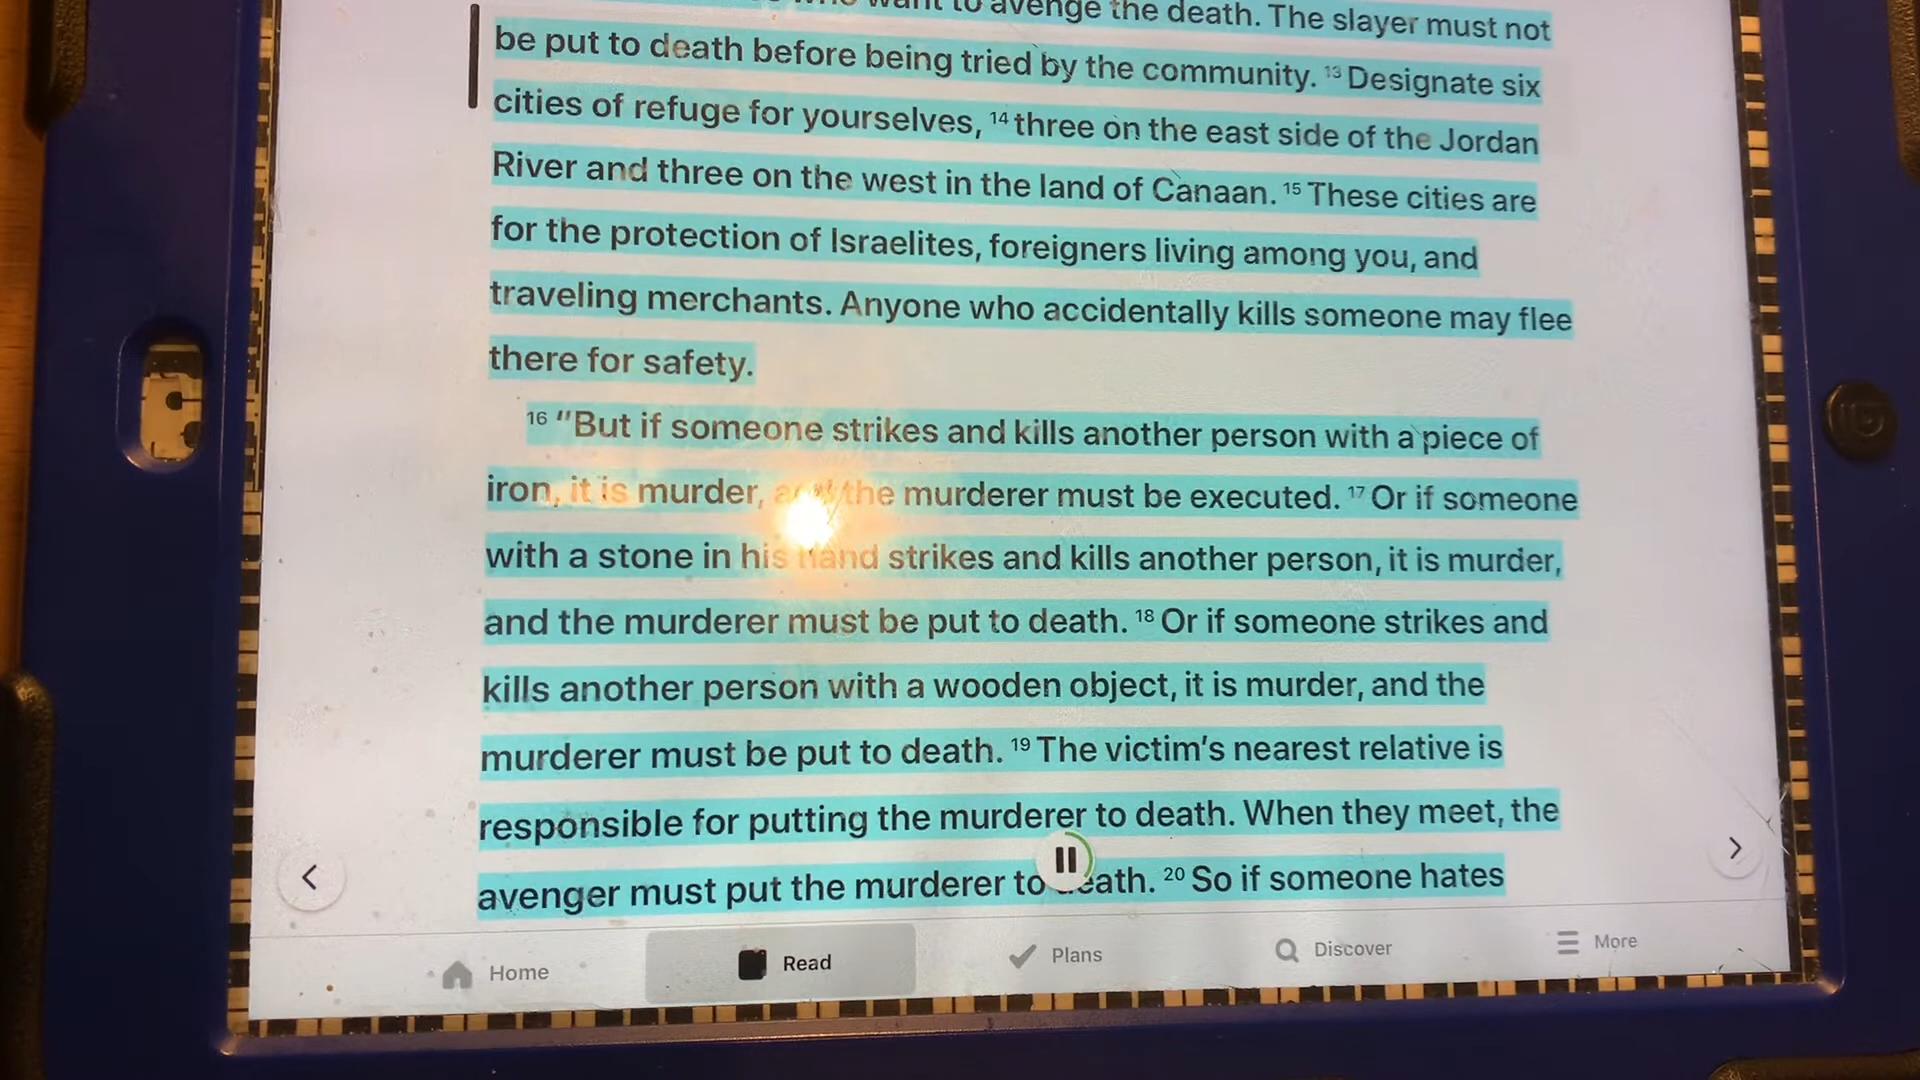 want to avenge the death. The slayer must not
be put to death before being tried by the community. 13 Designate six
cities of refuge for yourselves, 14 three on the east side of the Jordan
River and three on the west in the land of Canaan. 15 These cities are
for the protection of Israelites, foreigners living among you, and
traveling merchants. Anyone who accidentally kills someone may flee
there for safety.
16 "But if someone strikes and kills another person with a piece of
iron, it is murder, and the murderer must be executed. 17 Or if someone
with a stone in his hand strikes and kills another person, it is murder,
and the murderer must be put to death. 18 Or if someone strikes and
kills another person with a wooden object, it is murder, and the
murderer must be put to death. 19 The victim's nearest relative is
responsible for putting the murderer to death. When they meet, the
avenger must put the murderer to death. 20 So if someone hates
Home Read Plans Discover More